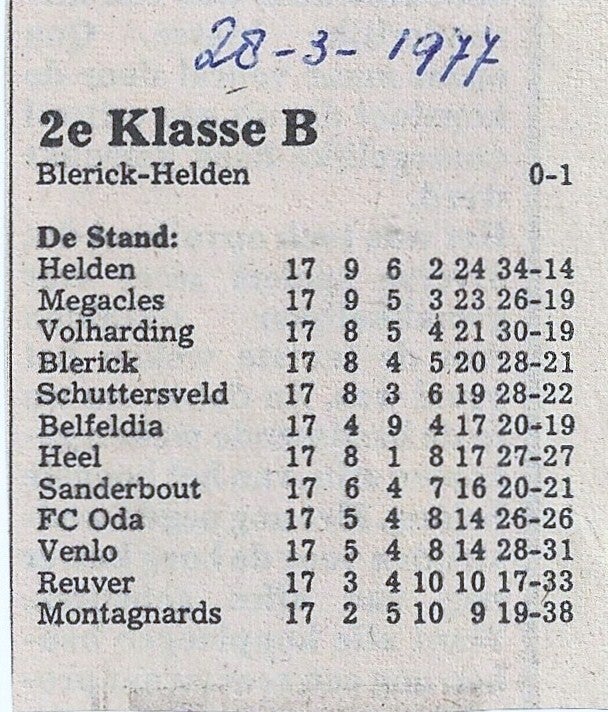 28-3-1977
2e Klasse B
Blerick-Helden 0-1
De Stand:
Helden 17 9 6 2 24 34-14
Megacles 17 9 5 3 23 26-19
Volharding 17 8 5 4 21 30-19
Blerick 17 8 4 5 20 28-21
Schuttersveld 17 8 3 6 19 28-22
Belfeldia 17 4 9 4 17 20-19
Heel 17 8 1 8 17 27-27
Sanderbout 17 6 4 7 16 20-21
FC Oda 17 5 4 8 14 26-26
Venlo 17 5 4 8 14 28-31
Reuver 17 3 4 10 10 17-33
Montagnards 17 2 5 10 9 19-38